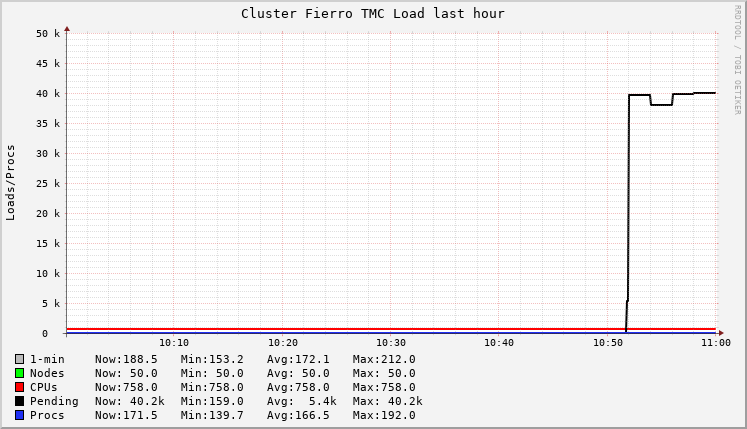 Cluster Fierro TMC Load last hour
RRDTOOL / TOBI OETIKER
Loads/Procs
50 k
45 k
40 k
35 k
30 k
25 k
20 k
15 k
10 k
5 k
0
10:10 10:20 10:30 10:40 10:50 11:00
1-min Now:188.5 Min:153.2 Avg:172.1 Max:212.0
Nodes Now: 50.0 Min: 50.0 Avg: 50.0 Max: 50.0
CPUs Now:758.0 Min:758.0 Avg:758.0 Max:758.0
Pending Now: 40.2k Min:159.0 Avg: 5.4k Max: 40.2k
Procs Now:171.5 Min:139.7 Avg:166.5 Max:192.0